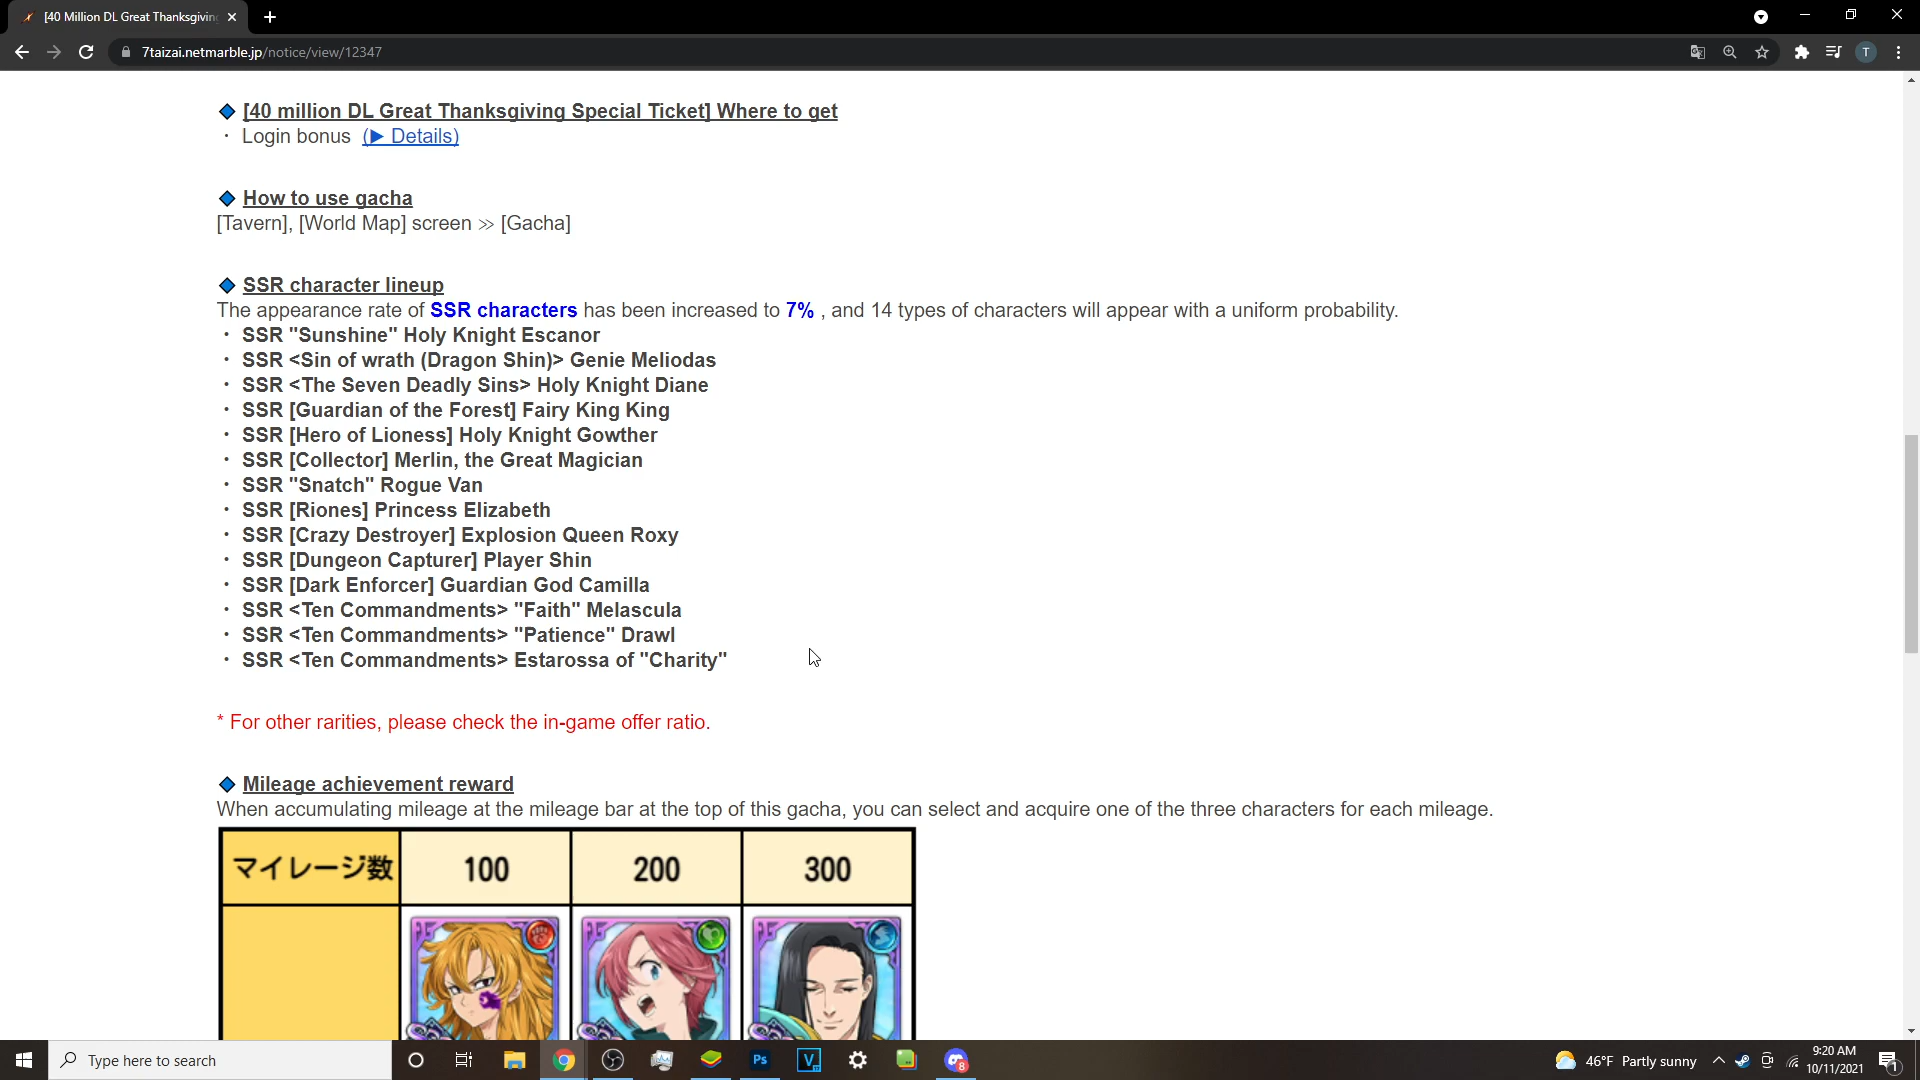 [40 Million DL Great Thanksgiving
7taizai.netmarble.jp/notice/view/12347
T
[40 million DL Great Thanksgiving Special Ticket] Where to get
・ Login bonus (▶ Details)
How to use gacha
[Tavern], [World Map] screen ≫ [Gacha]
SSR character lineup
The appearance rate of SSR characters has been increased to 7% , and 14 types of characters will appear with a uniform probability.
・ SSR "Sunshine" Holy Knight Escanor
・ SSR <Sin of wrath (Dragon Shin)> Genie Meliodas
・ SSR <The Seven Deadly Sins> Holy Knight Diane
・ SSR [Guardian of the Forest] Fairy King King
・ SSR [Hero of Lioness] Holy Knight Gowther
・ SSR [Collector] Merlin, the Great Magician
・ SSR "Snatch" Rogue Van
・ SSR [Riones] Princess Elizabeth
・ SSR [Crazy Destroyer] Explosion Queen Roxy
・ SSR [Dungeon Capturer] Player Shin
・ SSR [Dark Enforcer] Guardian God Camilla
・ SSR <Ten Commandments> "Faith" Melascula
・ SSR <Ten Commandments> "Patience" Drawl
・ SSR <Ten Commandments> Estarossa of "Charity"
* For other rarities, please check the in-game offer ratio.
Mileage achievement reward
When accumulating mileage at the mileage bar at the top of this gacha, you can select and acquire one of the three characters for each mileage.
マイレージ数 100 200 300
Type here to search
Ps
V
8
46°F Partly sunny
9:20 AM
10/11/2021
1